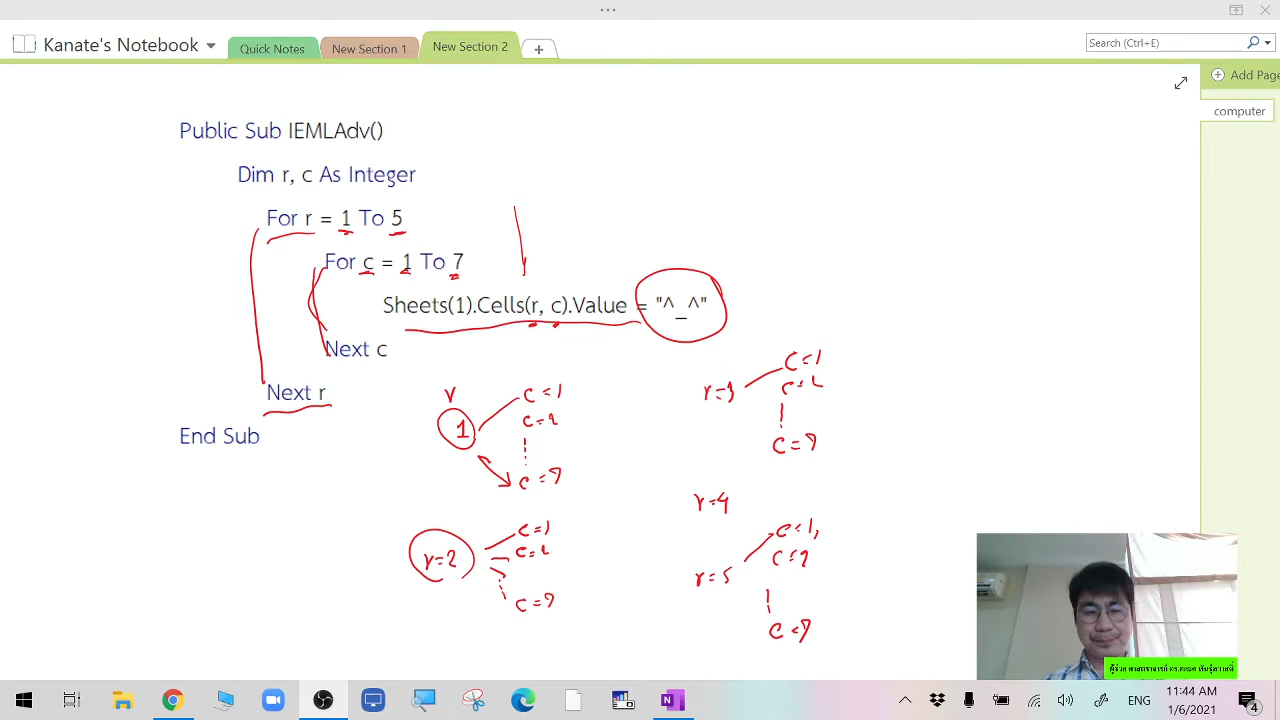 Kanate's Notebook
Quick Notes
New Section 1
New Section 2
Search (Ctrl+E)
Add Page
computer
Public Sub IEMLAdv()
Dim r, c As Integer
For r = 1 To 5
For c = 1 To 7
Sheets(1).Cells(r, c).Value = "^_^"
Next c
Next r
End Sub
r
1
c=1
c=2
c=7
r=2
c=1
c=2
c=7
r=3
c=1
c=2
c=7
r=4
r=5
c=1,
c=2
c=7
ENG
11:44 AM
1/6/2021
4